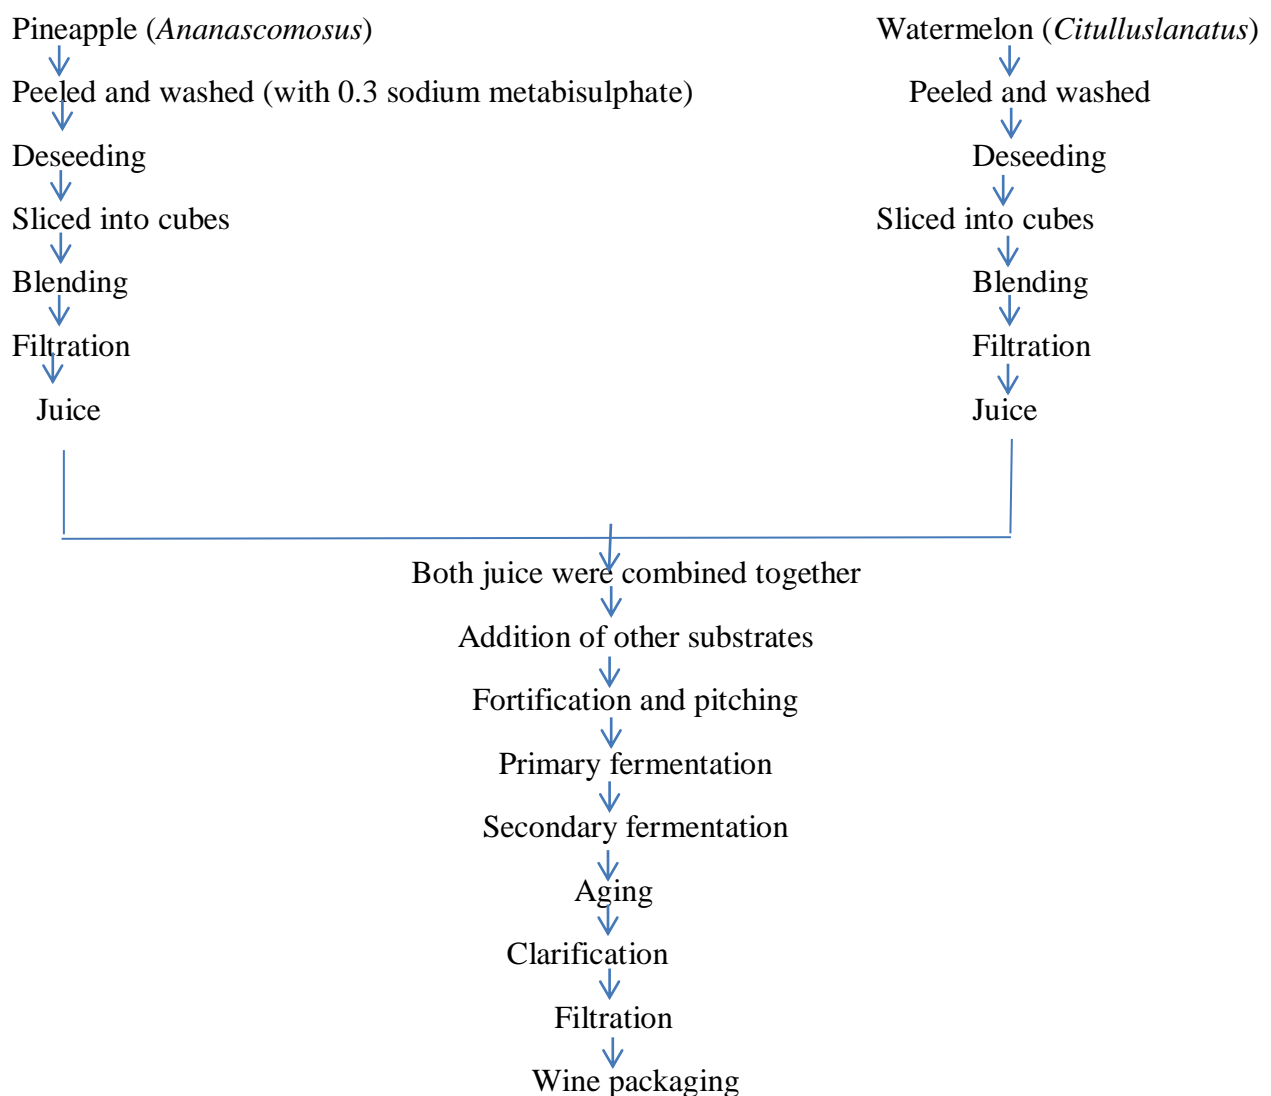 Pineapple (Ananascomosus)
Peeled and washed (with 0.3 sodium metabisulphate)
Deseeding
Sliced into cubes
Blending
Filtration
Juice
Watermelon (Citulluslanatus)
Peeled and washed
Deseeding
Sliced into cubes
Blending
Filtration
Juice
Both juice were combined together
Addition of other substrates
Fortification and pitching
Primary fermentation
Secondary fermentation
Aging
Clarification
Filtration
Wine packaging